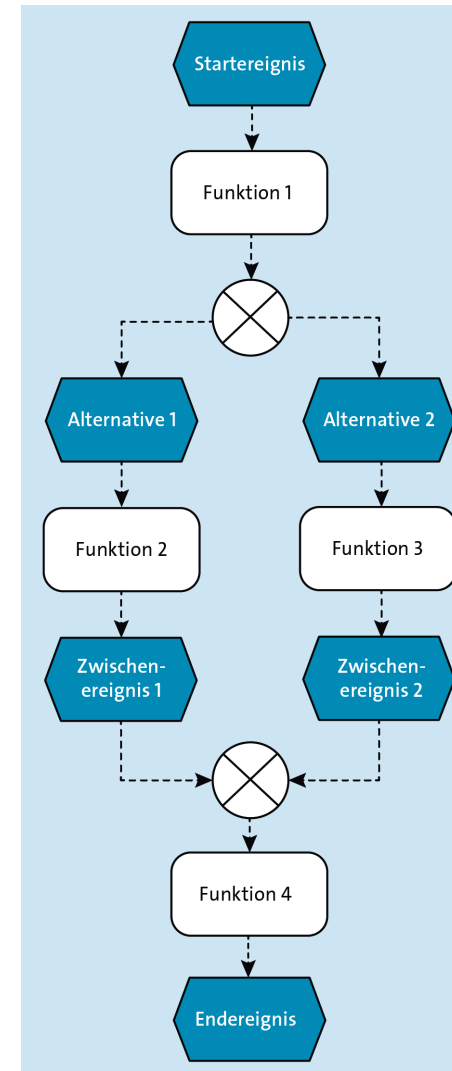 Startereignis
Funktion 1
Alternative 1
Alternative 2
Funktion 2
Funktion 3
Zwischen-
ereignis 1
Zwischen-
ereignis 2
Funktion 4
Endereignis